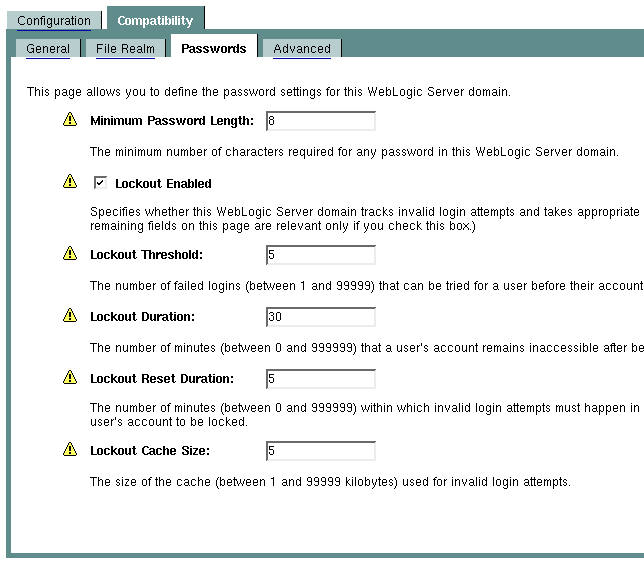 Configuration Compatibility
General File Realm Passwords Advanced
This page allows you to define the password settings for this WebLogic Server domain.
Minimum Password Length: 8
The minimum number of characters required for any password in this WebLogic Server domain.
Lockout Enabled
Specifies whether this WebLogic Server domain tracks invalid login attempts and takes appropriate
remaining fields on this page are relevant only if you check this box.)
Lockout Threshold: 5
The number of failed logins (between 1 and 99999) that can be tried for a user before their account
Lockout Duration: 30
The number of minutes (between 0 and 999999) that a user's account remains inaccessible after be
Lockout Reset Duration: 5
The number of minutes (between 0 and 999999) within which invalid login attempts must happen in
user's account to be locked.
Lockout Cache Size: 5
The size of the cache (between 1 and 99999 kilobytes) used for invalid login attempts.